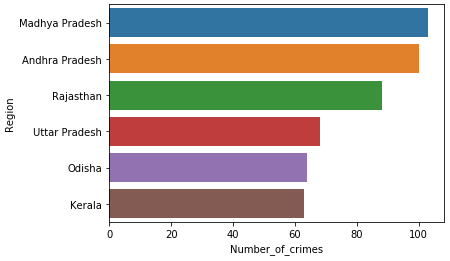 Region
Madhya Pradesh
Andhra Pradesh
Rajasthan
Uttar Pradesh
Odisha
Kerala
0 20 40 60 80 100
Number_of_crimes